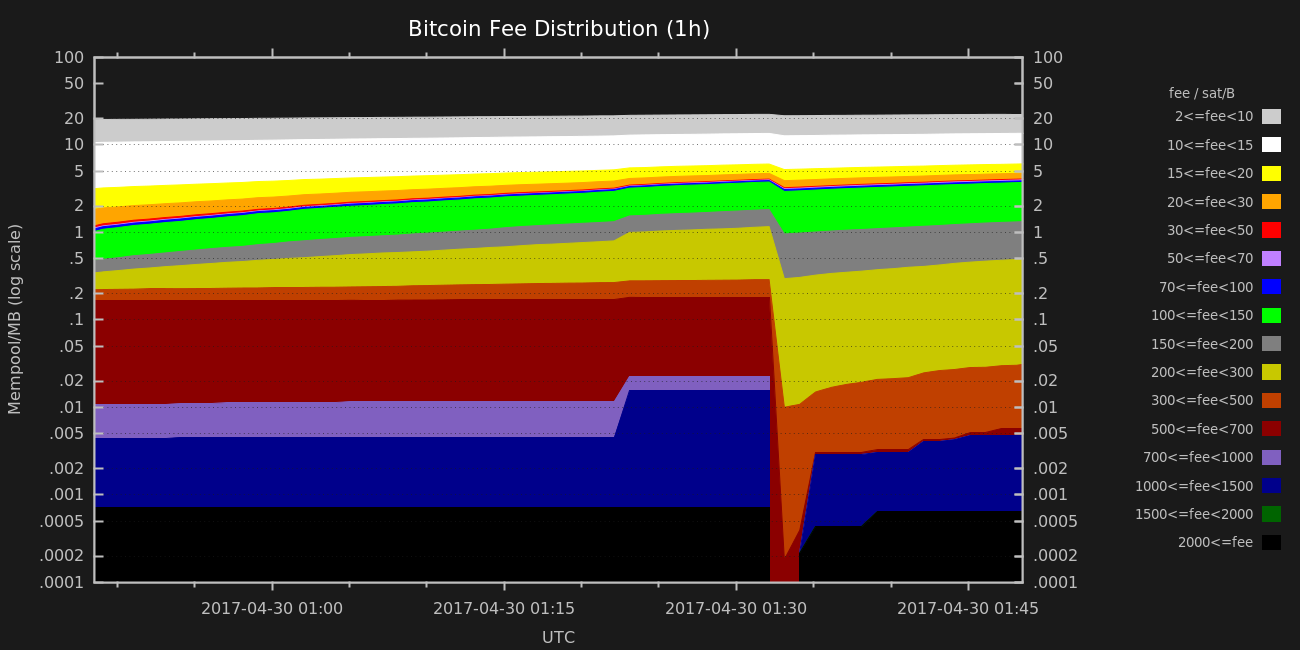 Bitcoin Fee Distribution (1h)
Mempool/MB (log scale)
100
50
20
10
5
2
1
.5
.2
.1
.05
.02
.01
.005
.002
.001
.0005
.0002
.0001
100
50
20
10
5
2
1
.5
.2
.1
.05
.02
.01
.005
.002
.001
.0005
.0002
.0001
2017-04-30 01:00
2017-04-30 01:15
2017-04-30 01:30
2017-04-30 01:45
UTC
fee / sat/B
2<=fee<10
10<=fee<15
15<=fee<20
20<=fee<30
30<=fee<50
50<=fee<70
70<=fee<100
100<=fee<150
150<=fee<200
200<=fee<300
300<=fee<500
500<=fee<700
700<=fee<1000
1000<=fee<1500
1500<=fee<2000
2000<=fee